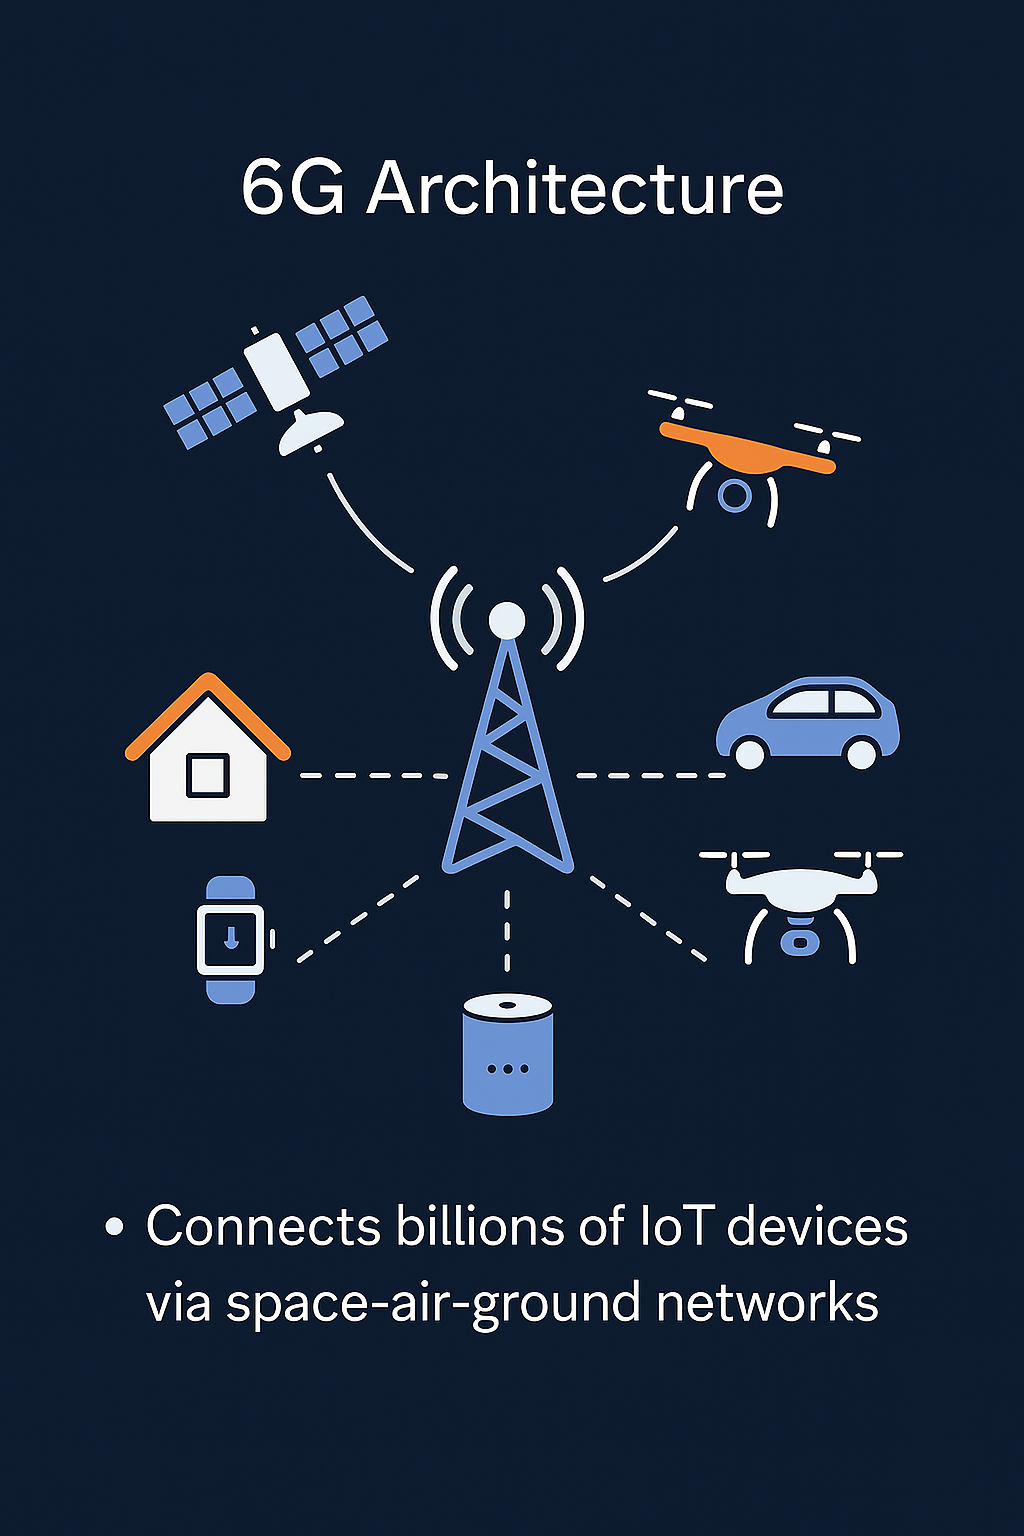 6G Architecture
• Connects billions of IoT devices
via space-air-ground networks